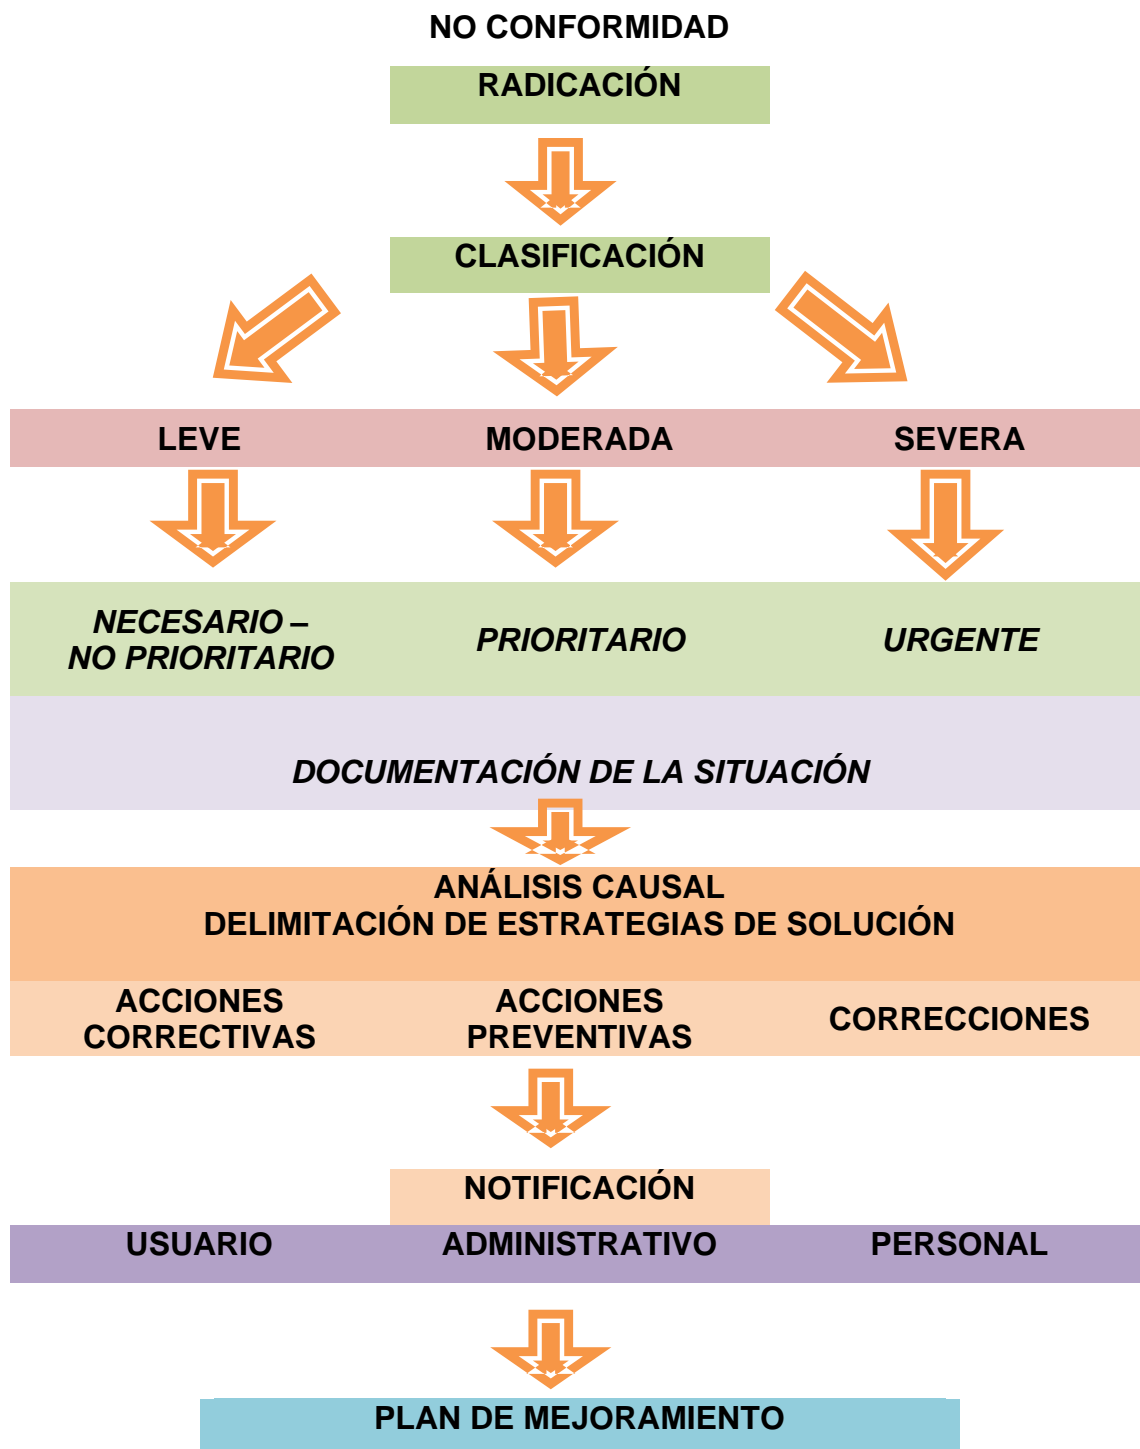 NO CONFORMIDAD
RADICACIÓN
CLASIFICACIÓN
LEVE
MODERADA
SEVERA
NECESARIO –
NO PRIORITARIO
PRIORITARIO
URGENTE
DOCUMENTACIÓN DE LA SITUACIÓN
ANÁLISIS CAUSAL
DELIMITACIÓN DE ESTRATEGIAS DE SOLUCIÓN
ACCIONES
CORRECTIVAS
ACCIONES
PREVENTIVAS
CORRECCIONES
NOTIFICACIÓN
USUARIO
ADMINISTRATIVO
PERSONAL
PLAN DE MEJORAMIENTO